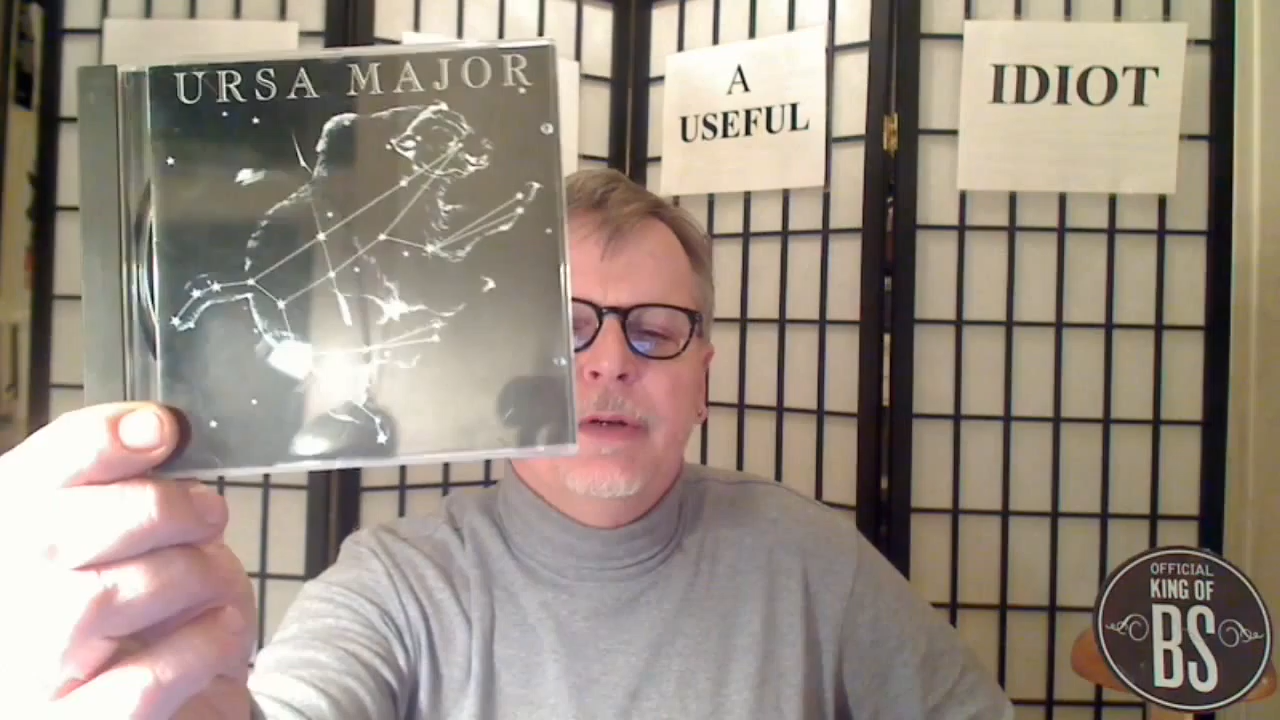 URSA MAJOR
A
USEFUL
IDIOT
OFFICIAL
KING OF
BS